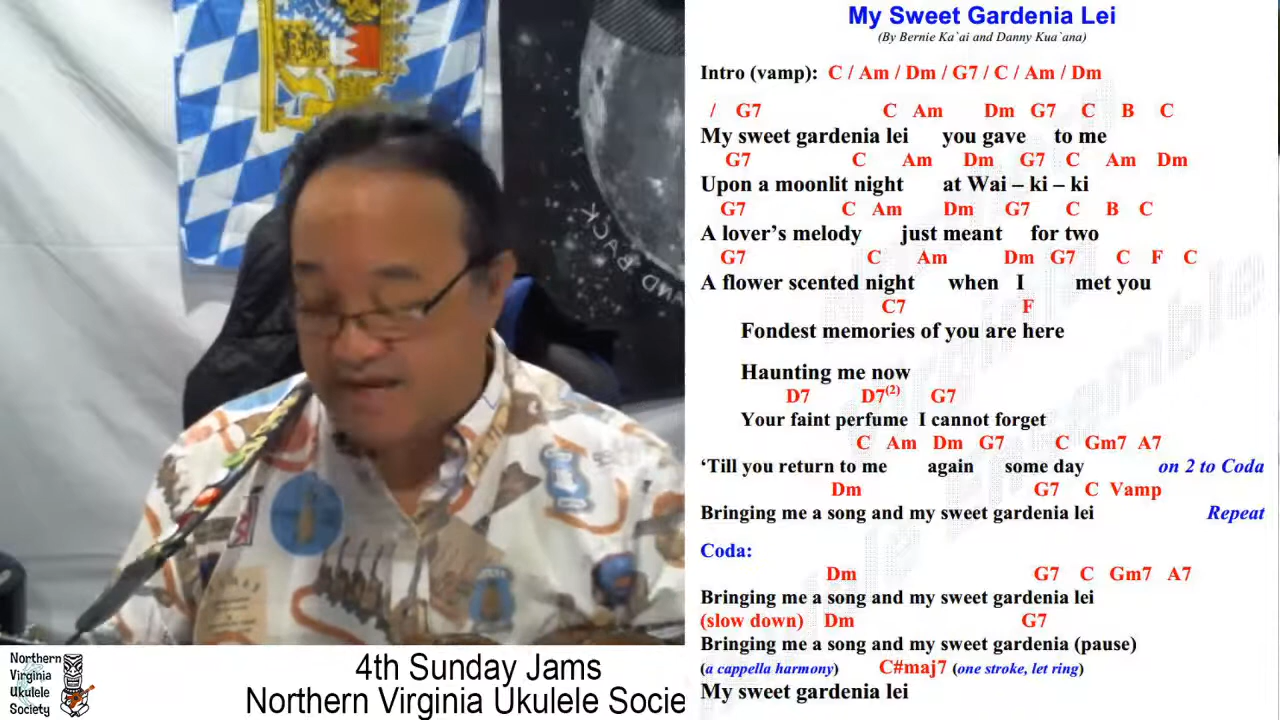 My Sweet Gardenia Lei
(By Bernie Ka`ai and Danny Kua`ana)
Intro (vamp): C / Am / Dm / G7 / C / Am / Dm
/ G7 C Am Dm G7 C B C
My sweet gardenia lei you gave to me
G7 C Am Dm G7 C Am Dm
Upon a moonlit night at Wai – ki – ki
G7 C Am Dm G7 C B C
A lover’s melody just meant for two
G7 C Am Dm G7 C F C
A flower scented night when I met you
C7 F
Fondest memories of you are here
Haunting me now
D7 D7(2) G7
Your faint perfume I cannot forget
C Am Dm G7 C Gm7 A7
‘Till you return to me again some day on 2 to Coda
Dm G7 C Vamp
Bringing me a song and my sweet gardenia lei Repeat
Coda:
Dm G7 C Gm7 A7
Bringing me a song and my sweet gardenia lei
(slow down) Dm G7
Bringing me a song and my sweet gardenia (pause)
(a cappella harmony) C#maj7 (one stroke, let ring)
My sweet gardenia lei
AND BACK
Northern
Virginia
Ukulele
Society
4th Sunday Jams
Northern Virginia Ukulele Socie